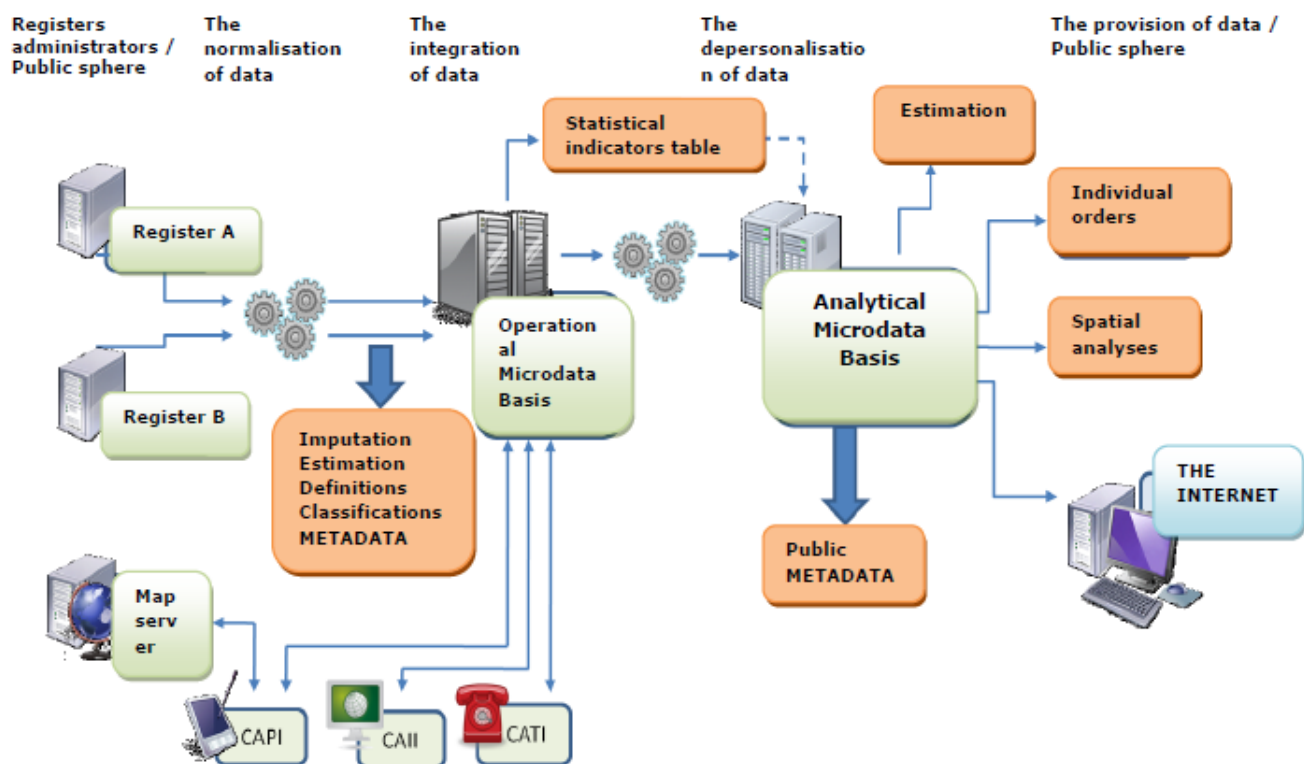 Registers
administrators /
Public sphere
The
normalisation
of data
The
integration
of data
The
depersonalisatio
n of data
The provision of data /
Public sphere
Statistical
indicators table
Estimation
Individual
orders
Register A
Analytical
Microdata
Basis
Spatial
analyses
Operation
al
Microdata
Basis
Register B
Imputation
Estimation
Definitions
Classifications
METADATA
THE
INTERNET
Public
METADATA
Map
serv
er
CAPI
CAII
CATI